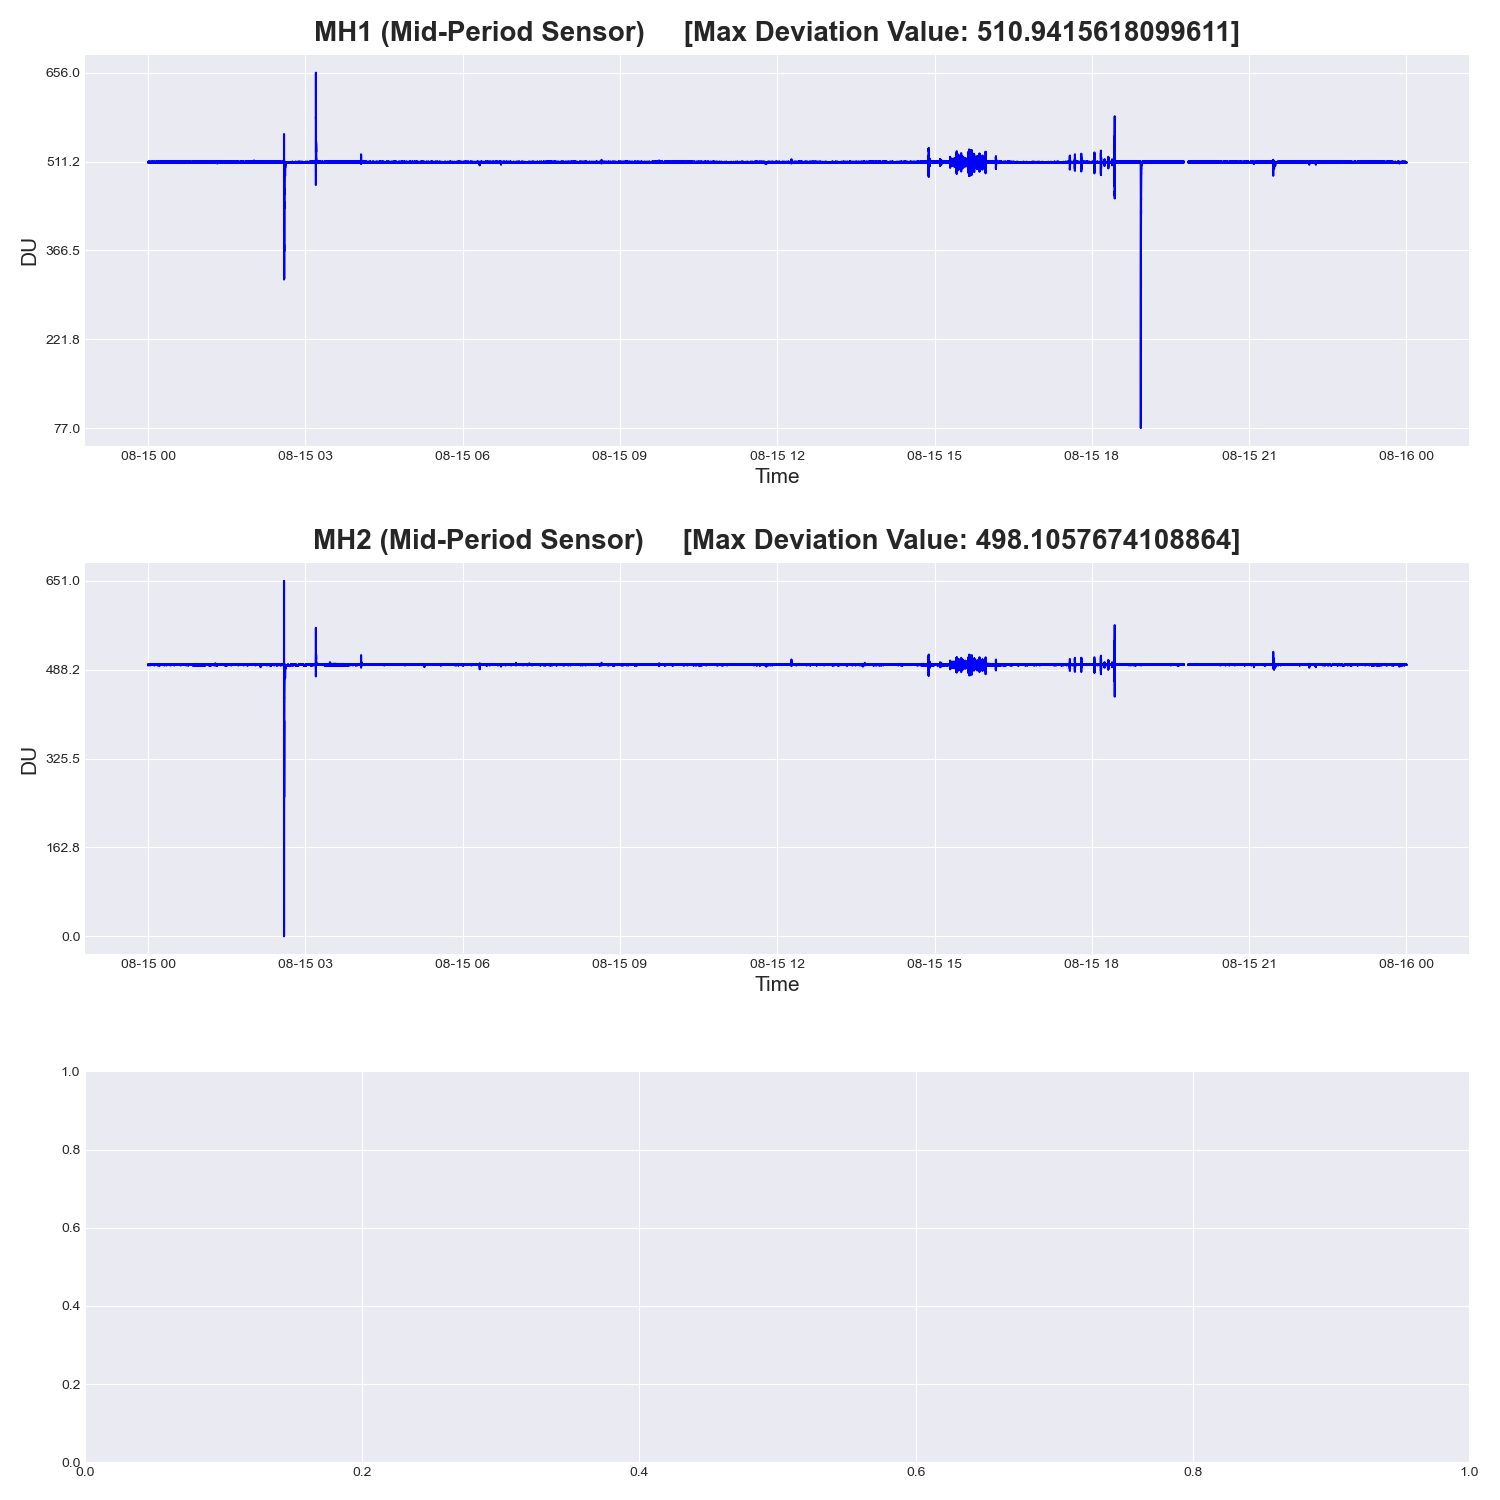 MH1 (Mid-Period Sensor) [Max Deviation Value: 510.9415618099611]
656.0
511.2
366.5
221.8
77.0
DU
08-15 00 08-15 03 08-15 06 08-15 09 08-15 12 08-15 15 08-15 18 08-15 21 08-16 00
Time
MH2 (Mid-Period Sensor) [Max Deviation Value: 498.1057674108864]
651.0
488.2
325.5
162.8
0.0
DU
08-15 00 08-15 03 08-15 06 08-15 09 08-15 12 08-15 15 08-15 18 08-15 21 08-16 00
Time
1.0
0.8
0.6
0.4
0.2
0.0
0.0 0.2 0.4 0.6 0.8 1.0